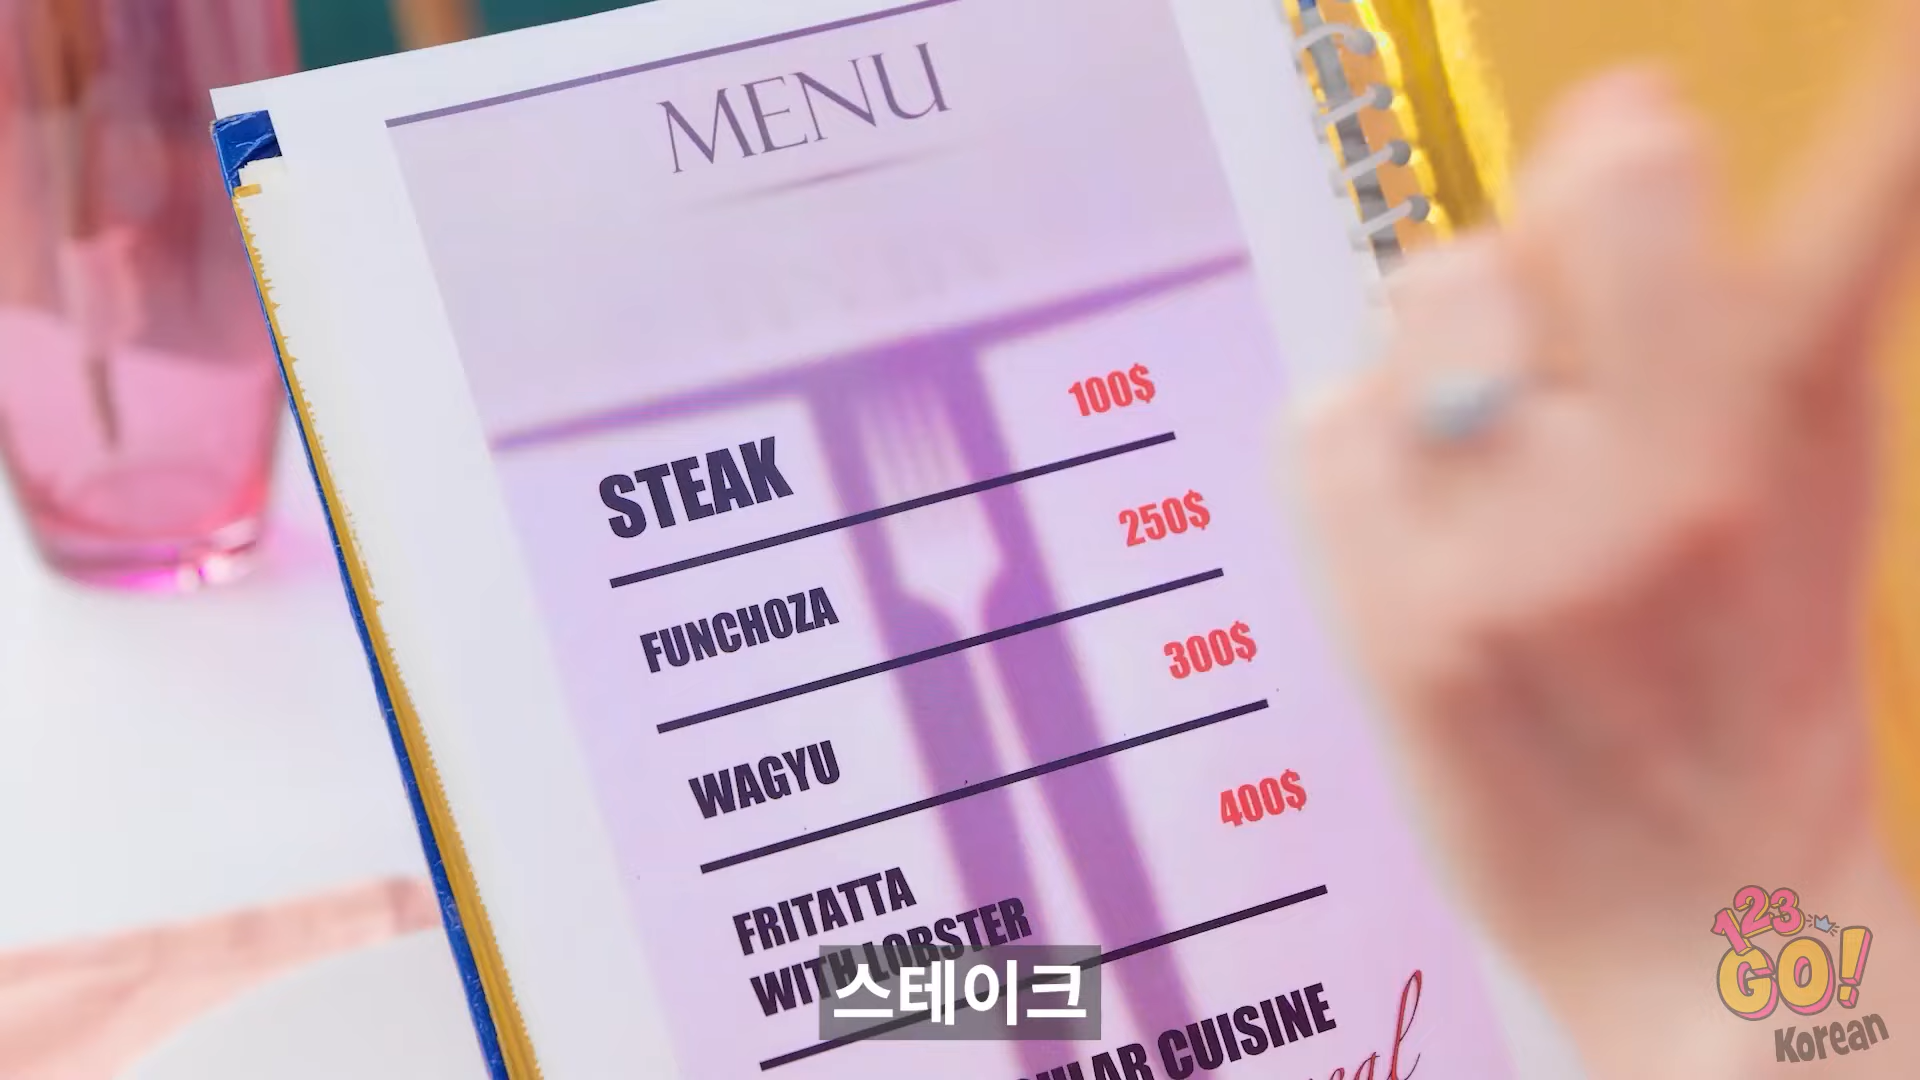 MENU
100$
STEAK
250$
FUNCHOZA
300$
WAGYU
400$
FRITATTA
WITH LOBSTER
스테이크
CUISINE
123
GO!
Korean